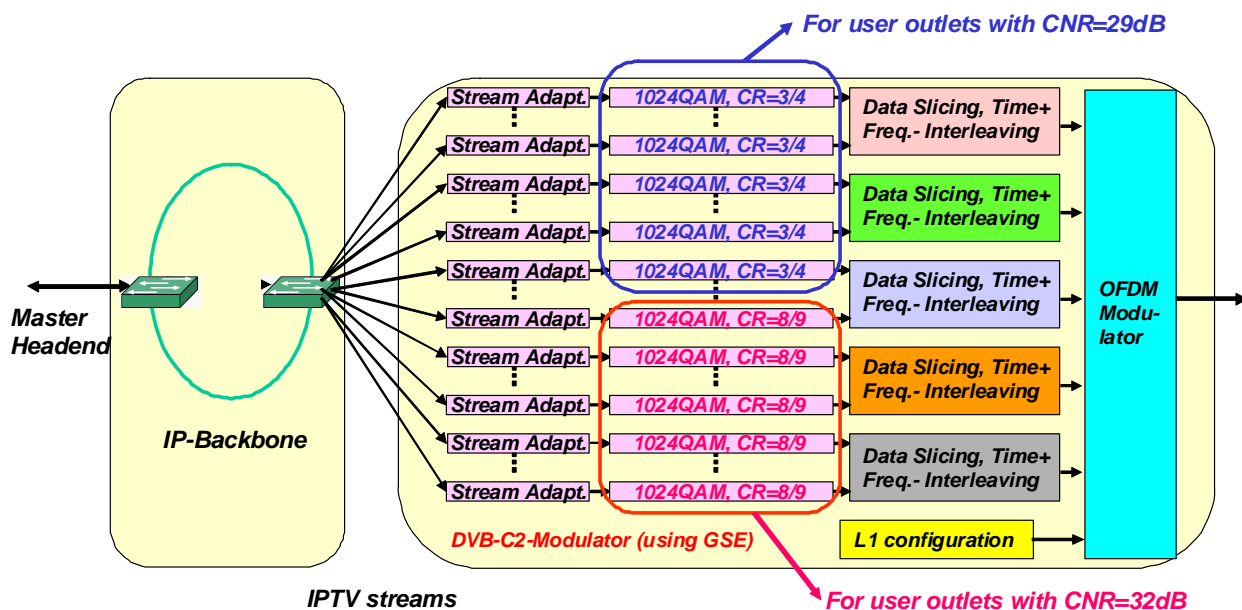 For user outlets with CNR=29dB
Stream Adapt.
1024QAM, CR=3/4
Data Slicing, Time+
Freq.- Interleaving
Stream Adapt.
1024QAM, CR=3/4
Stream Adapt.
1024QAM, CR=3/4
Data Slicing, Time+
Freq.- Interleaving
Stream Adapt.
1024QAM, CR=3/4
Stream Adapt.
1024QAM, CR=3/4
Data Slicing, Time+
Freq.- Interleaving
Stream Adapt.
1024QAM, CR=8/9
Stream Adapt.
1024QAM, CR=8/9
Data Slicing, Time+
Freq.- Interleaving
Stream Adapt.
1024QAM, CR=8/9
Stream Adapt.
1024QAM, CR=8/9
Data Slicing, Time+
Freq.- Interleaving
Stream Adapt.
1024QAM, CR=8/9
OFDM
Modu-
lator
Master
Headend
IP-Backbone
DVB-C2-Modulator (using GSE)
L1 configuration
IPTV streams
For user outlets with CNR=32dB